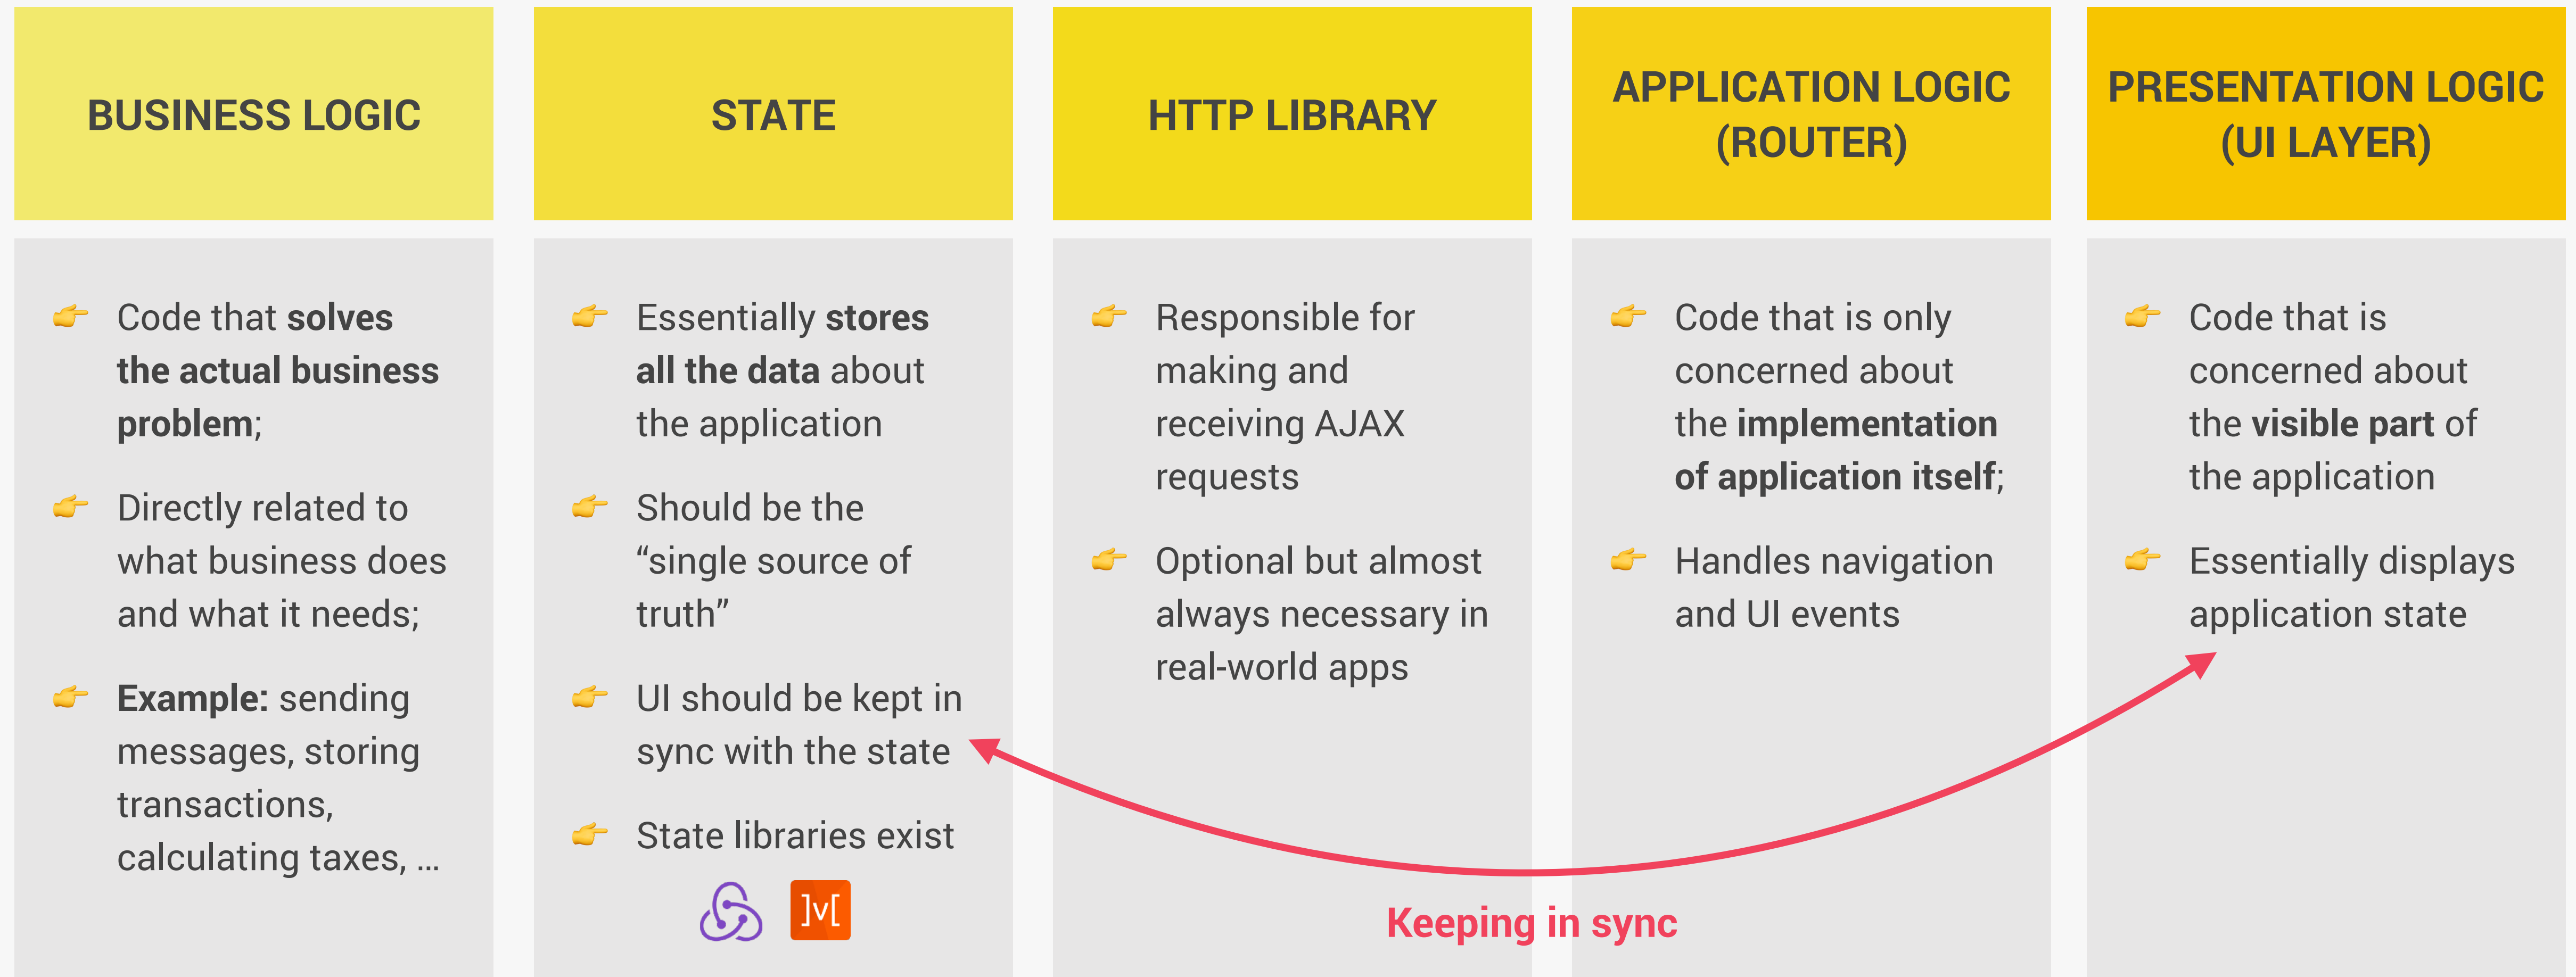 BUSINESS LOGIC
Code that solves
the actual business
problem;
Directly related to
what business does
and what it needs;
Example: sending
messages, storing
transactions,
calculating taxes, …
STATE
Essentially stores
all the data about
the application
Should be the
“single source of
truth”
UI should be kept in
sync with the state
State libraries exist
]v[
HTTP LIBRARY
Responsible for
making and
receiving AJAX
requests
Optional but almost
always necessary in
real-world apps
APPLICATION LOGIC
(ROUTER)
Code that is only
concerned about
the implementation
of application itself;
Handles navigation
and UI events
PRESENTATION LOGIC
(UI LAYER)
Code that is
concerned about
the visible part of
the application
Essentially displays
application state
Keeping in sync